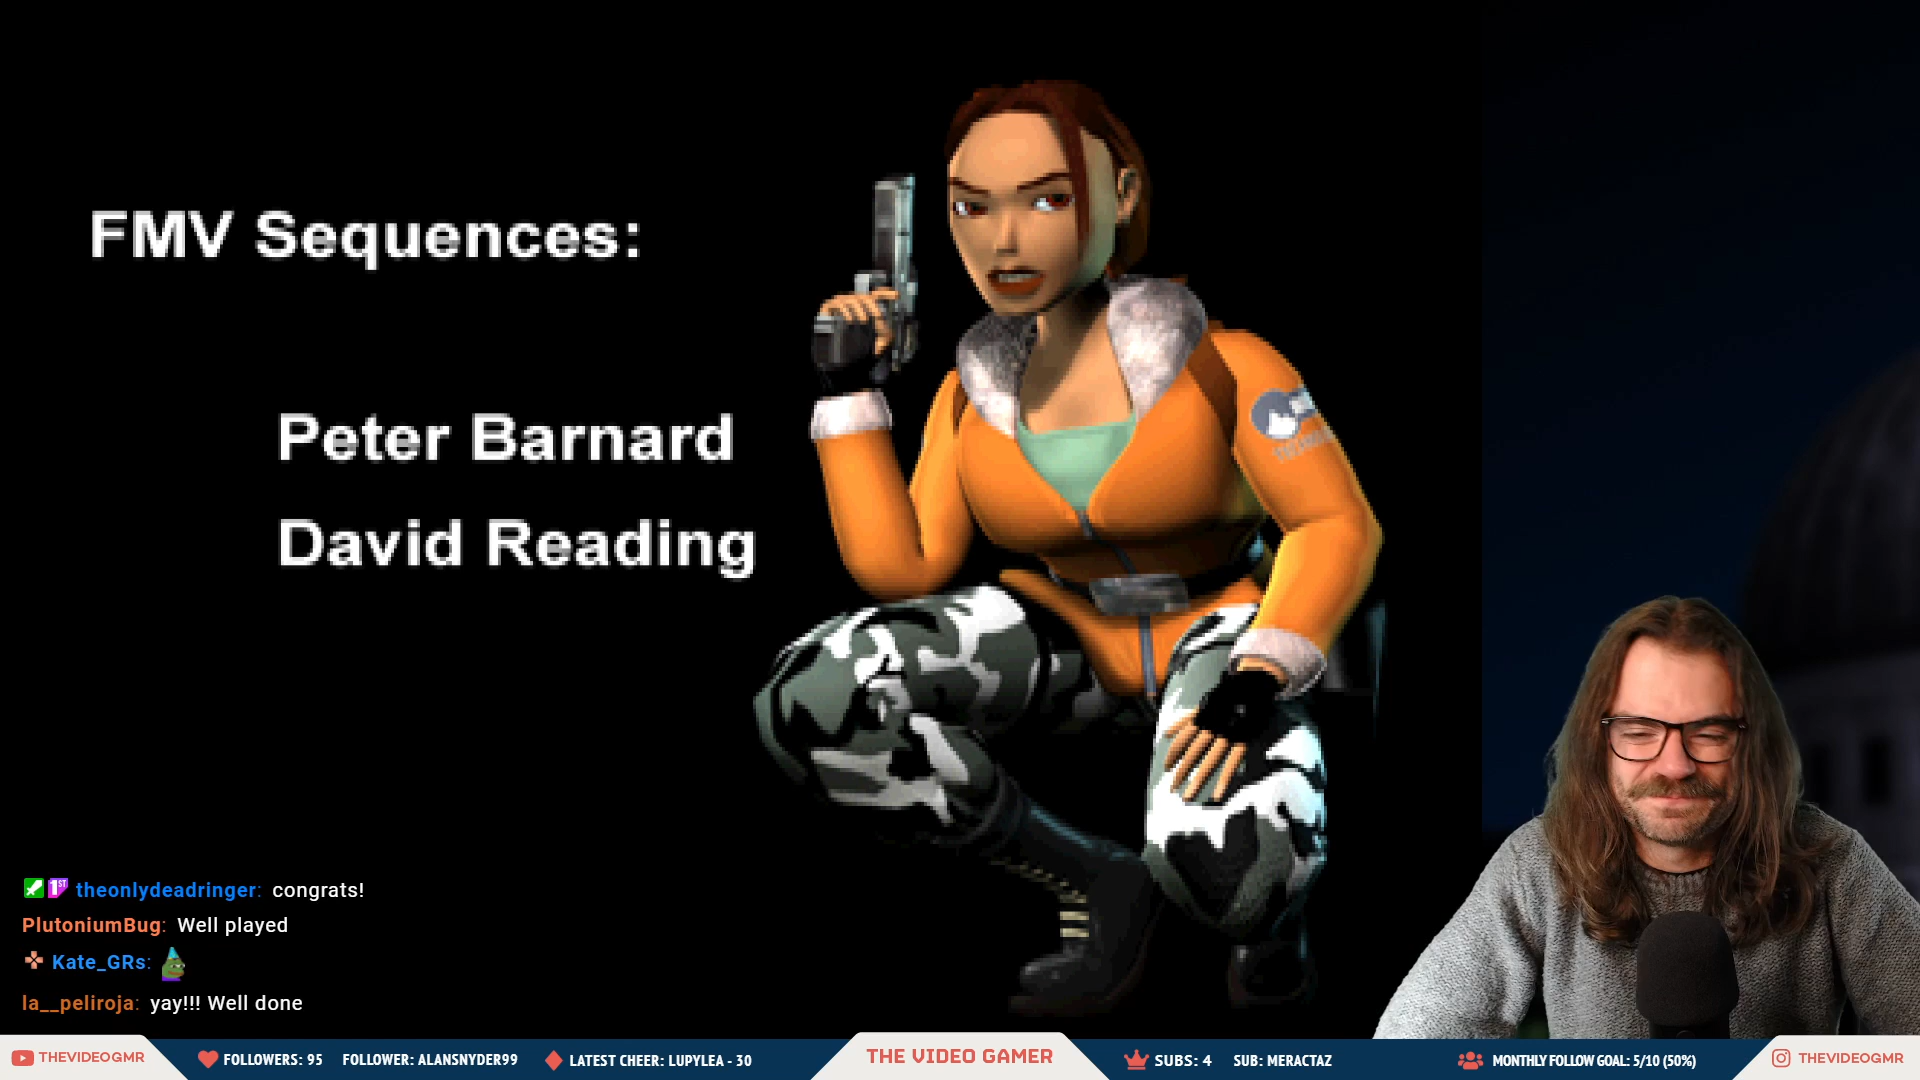 FMV Sequences:
Peter Barnard
David Reading
1ST
theonlydeadringer: congrats!
PlutoniumBug: Well played
Kate_GRs:
la__peliroja: yay!!! Well done
THEVIDEOGMR
FOLLOWERS: 95
FOLLOWER: ALANSNYDER99
LATEST CHEER: LUPYLEA - 30
THE VIDEO GAMER
SUBS: 4
SUB: MERACTAZ
MONTHLY FOLLOW GOAL: 5/10 (50%)
THEVIDEOGMR